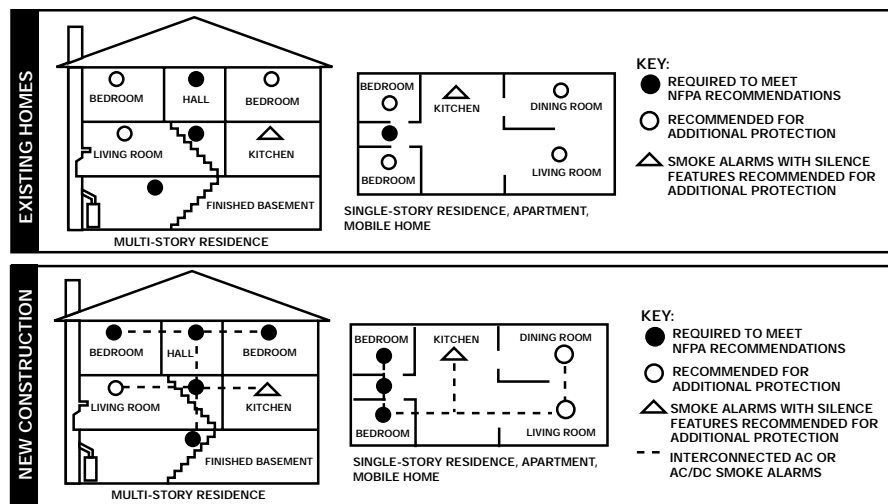 EXISTING HOMES
BEDROOM
HALL
BEDROOM
LIVING ROOM
KITCHEN
FINISHED BASEMENT
MULTI-STORY RESIDENCE
BEDROOM
KITCHEN
DINING ROOM
BEDROOM
LIVING ROOM
SINGLE-STORY RESIDENCE, APARTMENT,
MOBILE HOME
KEY:
REQUIRED TO MEET
NFPA RECOMMENDATIONS
RECOMMENDED FOR
ADDITIONAL PROTECTION
SMOKE ALARMS WITH SILENCE
FEATURES RECOMMENDED FOR
ADDITIONAL PROTECTION
NEW CONSTRUCTION
BEDROOM
HALL
BEDROOM
LIVING ROOM
KITCHEN
FINISHED BASEMENT
MULTI-STORY RESIDENCE
BEDROOM
KITCHEN
DINING ROOM
BEDROOM
LIVING ROOM
SINGLE-STORY RESIDENCE, APARTMENT,
MOBILE HOME
KEY:
REQUIRED TO MEET
NFPA RECOMMENDATIONS
RECOMMENDED FOR
ADDITIONAL PROTECTION
SMOKE ALARMS WITH SILENCE
FEATURES RECOMMENDED FOR
ADDITIONAL PROTECTION
INTERCONNECTED AC OR
AC/DC SMOKE ALARMS